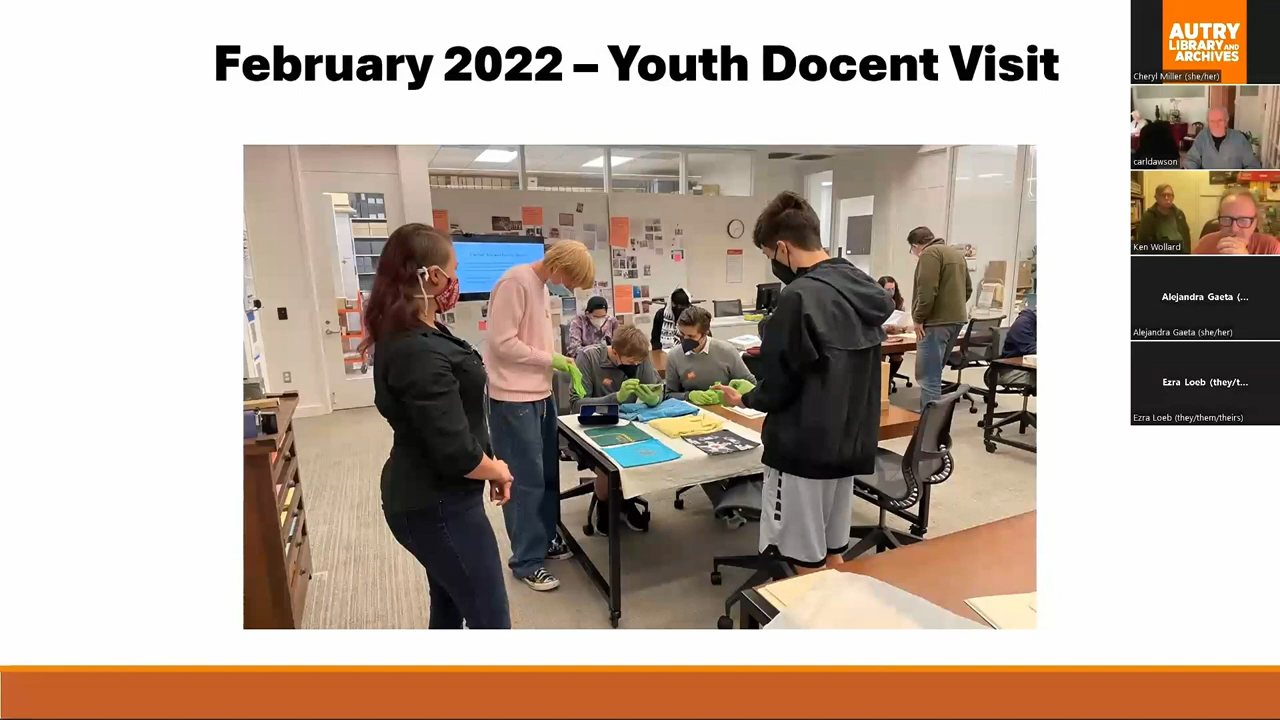 February 2022 – Youth Docent Visit
AUTRY
LIBRARY AND
ARCHIVES
Cheryl Miller (she/her)
carldawson
Ken Wollard
Alejandra Gaeta (...
Alejandra Gaeta (she/her)
Ezra Loeb (they/t...
Ezra Loeb (they/them/theirs)